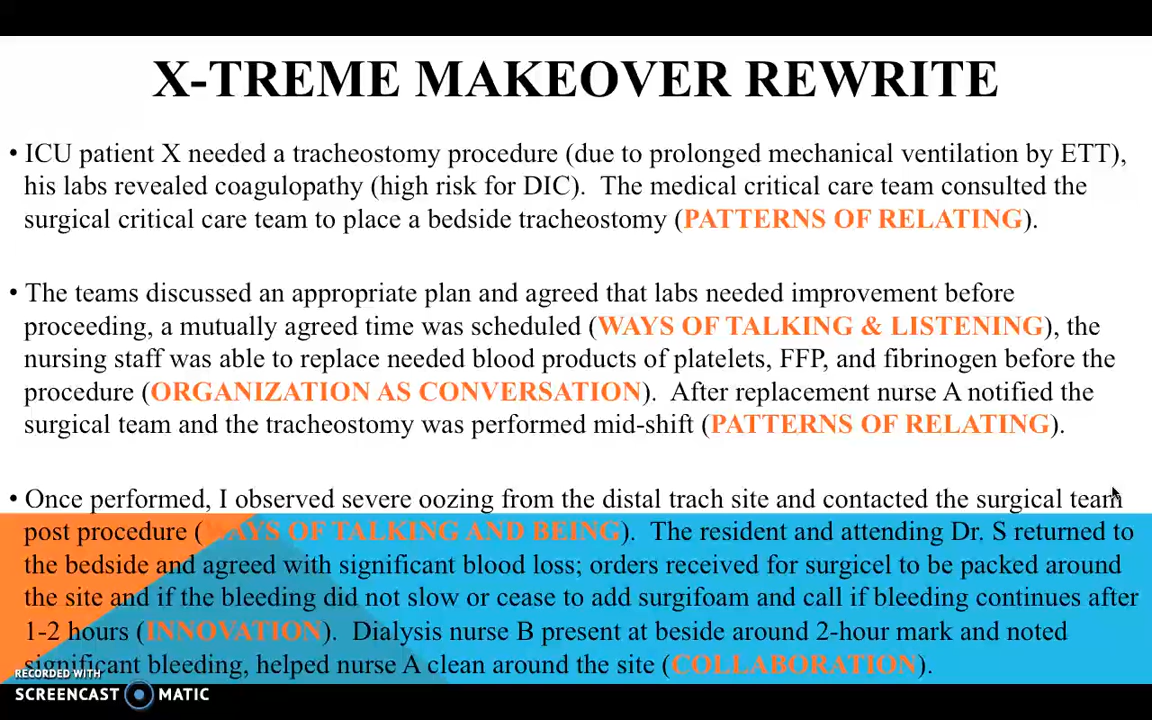 X-TREME MAKEOVER REWRITE
• ICU patient X needed a tracheostomy procedure (due to prolonged mechanical ventilation by ETT),
his labs revealed coagulopathy (high risk for DIC). The medical critical care team consulted the
surgical critical care team to place a bedside tracheostomy (PATTERNS OF RELATING).
• The teams discussed an appropriate plan and agreed that labs needed improvement before
proceeding, a mutually agreed time was scheduled (WAYS OF TALKING & LISTENING), the
nursing staff was able to replace needed blood products of platelets, FFP, and fibrinogen before the
procedure (ORGANIZATION AS CONVERSATION). After replacement nurse A notified the
surgical team and the tracheostomy was performed mid-shift (PATTERNS OF RELATING).
• Once performed, I observed severe oozing from the distal trach site and contacted the surgical team
post procedure (WAYS OF TALKING AND BEING). The resident and attending Dr. S returned to
the bedside and agreed with significant blood loss; orders received for surgicel to be packed around
the site and if the bleeding did not slow or cease to add surgifoam and call if bleeding continues after
1-2 hours (INNOVATION). Dialysis nurse B present at beside around 2-hour mark and noted
significant bleeding, helped nurse A clean around the site (COLLABORATION).
RECORDED WITH
SCREENCAST MATIC